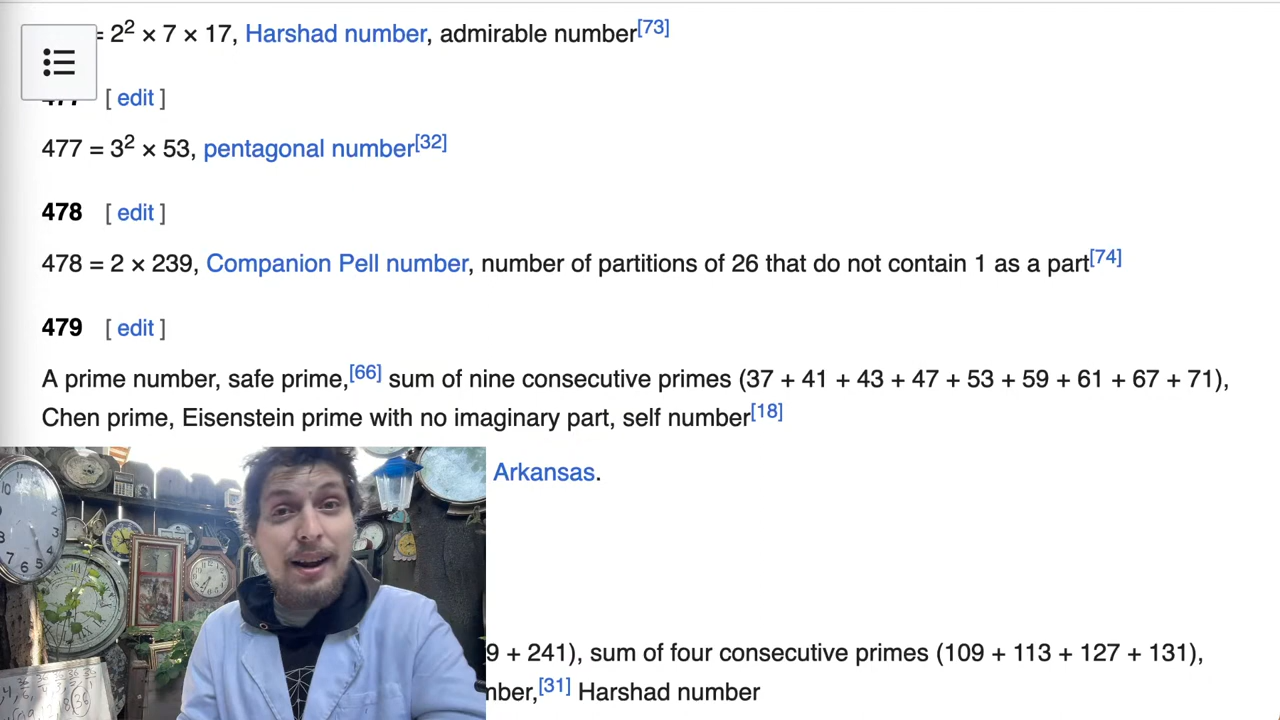 = 2² × 7 × 17, Harshad number, admirable number[73]
477 [ edit ]
477 = 3² × 53, pentagonal number[32]
478 [ edit ]
478 = 2 × 239, Companion Pell number, number of partitions of 26 that do not contain 1 as a part[74]
479 [ edit ]
A prime number, safe prime,[66] sum of nine consecutive primes (37 + 41 + 43 + 47 + 53 + 59 + 61 + 67 + 71),
Chen prime, Eisenstein prime with no imaginary part, self number[18]
Arkansas.
9 + 241), sum of four consecutive primes (109 + 113 + 127 + 131),
mber,[31] Harshad number